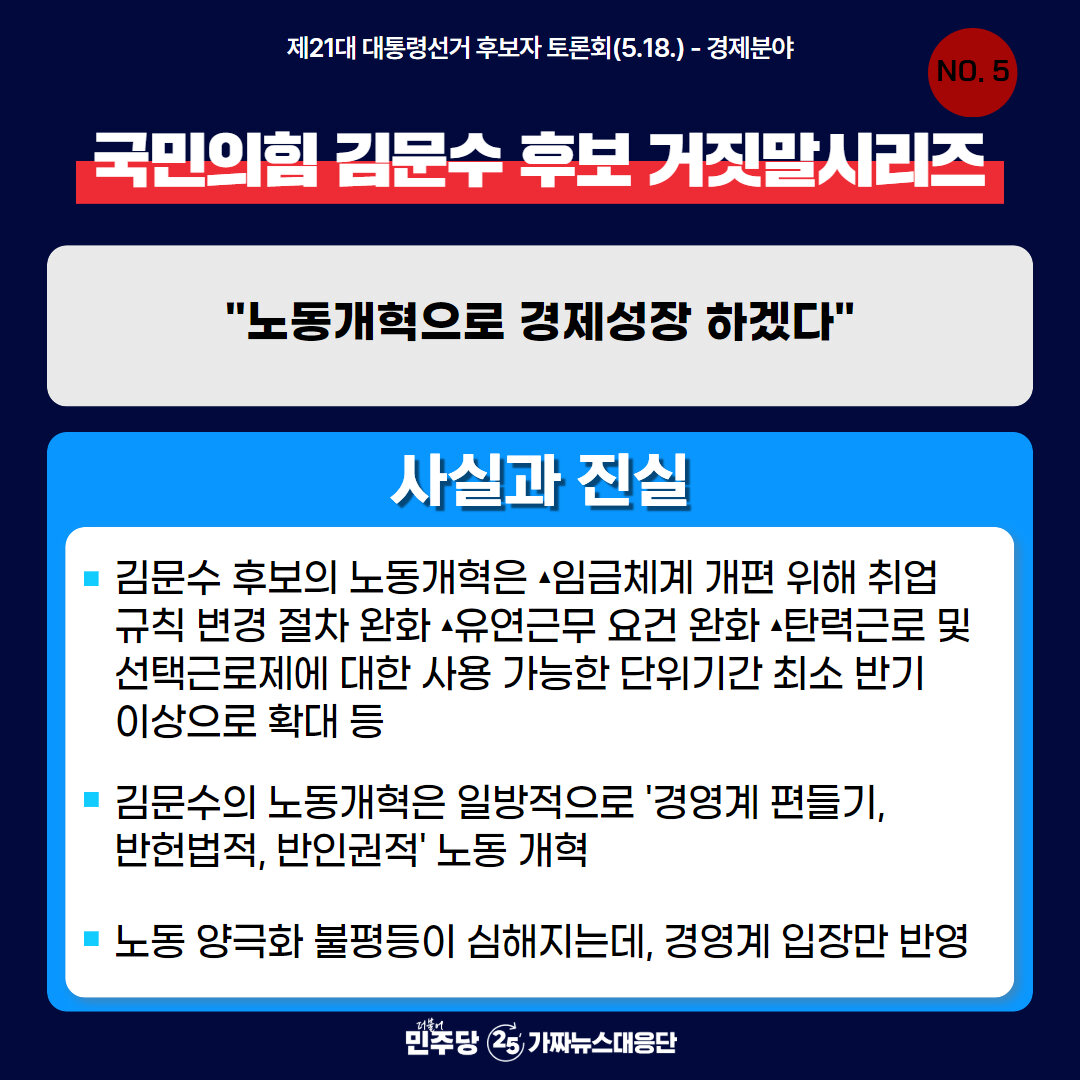 제21대 대통령선거 후보자 토론회(5.18.) - 경제분야
NO. 5
국민의힘 김문수 후보 거짓말시리즈
"노동개혁으로 경제성장 하겠다"
사실과 진실
■ 김문수 후보의 노동개혁은 ▲임금체계 개편 위해 취업
규칙 변경 절차 완화 ▲유연근무 요건 완화 ▲탄력근로 및
선택근로제에 대한 사용 가능한 단위기간 최소 반기
이상으로 확대 등
■ 김문수의 노동개혁은 일방적으로 '경영계 편들기,
반헌법적, 반인권적' 노동 개혁
■ 노동 양극화 불평등이 심해지는데, 경영계 입장만 반영
더불어
민주당 25 가짜뉴스대응단